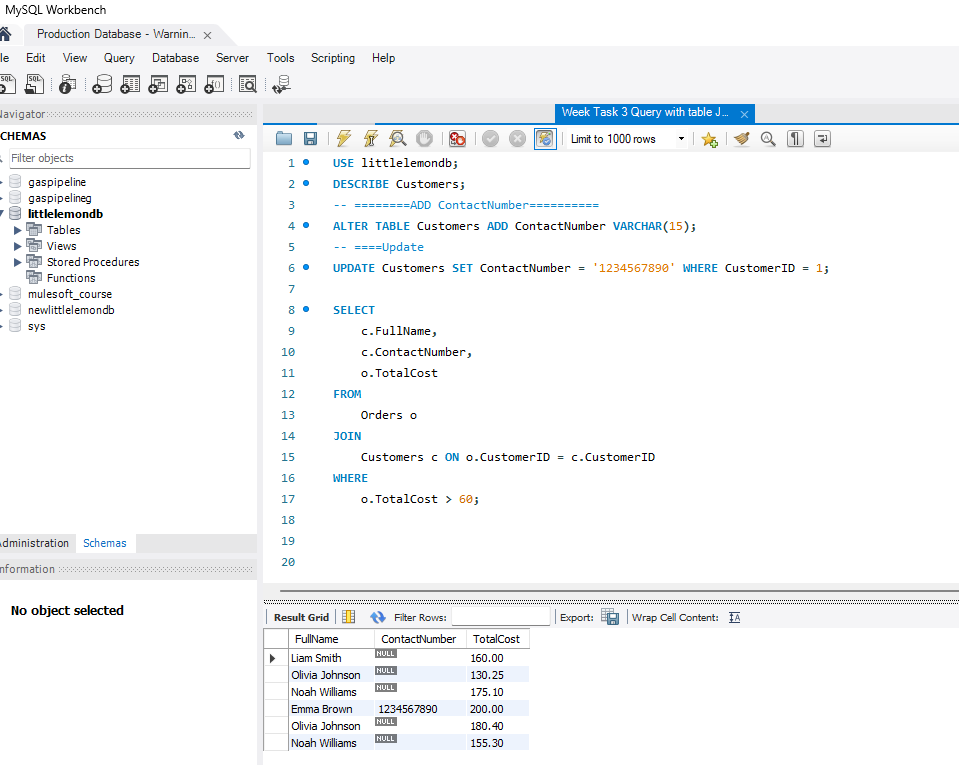 MySQL Workbench
Production Database - Warnin...
le Edit View Query Database Server Tools Scripting Help
Navigator
SCHEMAS
Filter objects
gaspipeline
gaspipelineg
littlelemondb
Tables
Views
Stored Procedures
Functions
mulesoft_course
newlittlelemondb
sys
Administration Schemas
Information
No object selected
Week Task 3 Query with table J...
Limit to 1000 rows
1 USE littlelemondb;
2 DESCRIBE Customers;
3 -- ========ADD ContactNumber==========
4 ALTER TABLE Customers ADD ContactNumber VARCHAR(15);
5 -- ====Update
6 UPDATE Customers SET ContactNumber = '1234567890' WHERE CustomerID = 1;
7
8 SELECT
9 c.FullName,
10 c.ContactNumber,
11 o.TotalCost
12 FROM
13 Orders o
14 JOIN
15 Customers c ON o.CustomerID = c.CustomerID
16 WHERE
17 o.TotalCost > 60;
18
19
20
Result Grid Filter Rows: Export: Wrap Cell Content:
FullName ContactNumber TotalCost
Liam Smith NULL 160.00
Olivia Johnson NULL 130.25
Noah Williams NULL 175.10
Emma Brown 1234567890 200.00
Olivia Johnson NULL 180.40
Noah Williams NULL 155.30